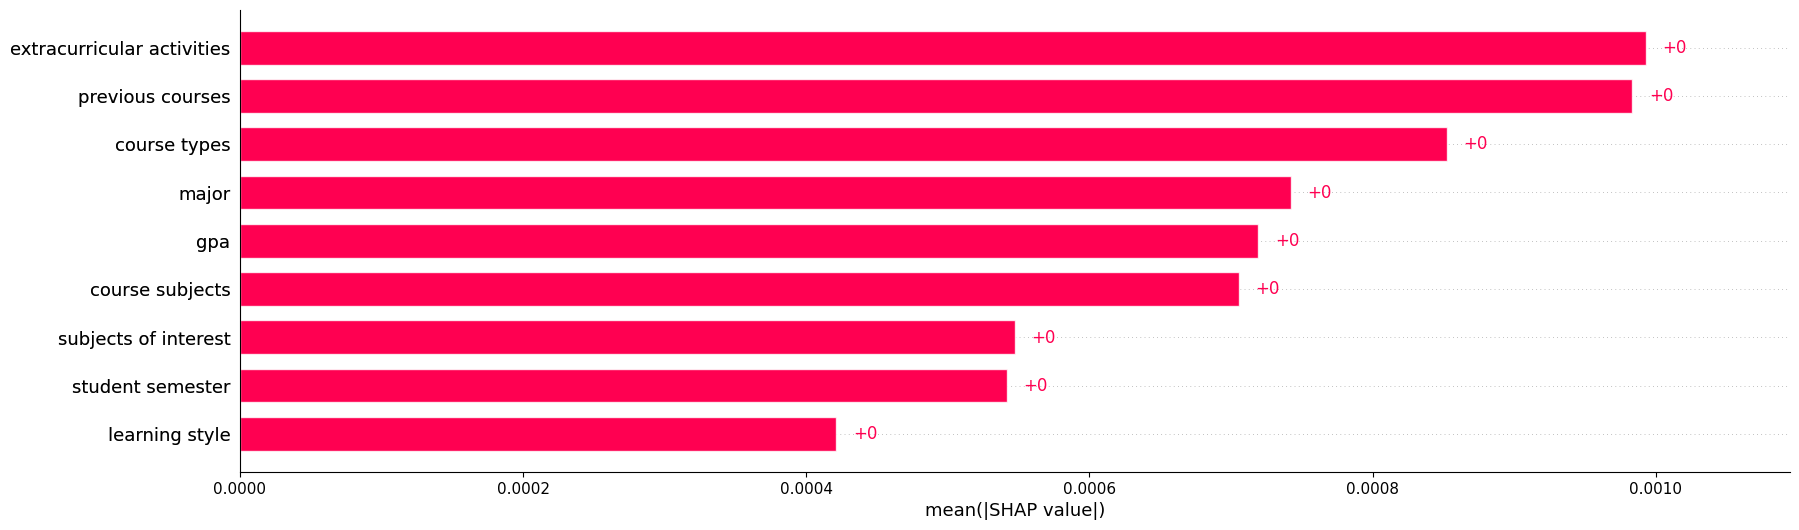 extracurricular activities +0
previous courses +0
course types +0
major +0
gpa +0
course subjects +0
subjects of interest +0
student semester +0
learning style +0
0.0000 0.0002 0.0004 0.0006 0.0008 0.0010
mean(|SHAP value|)